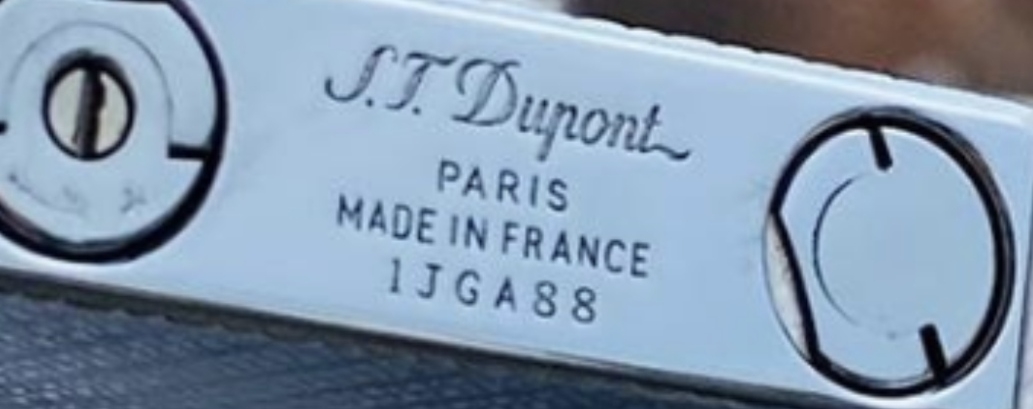 S.T. Dupont
PARIS
MADE IN FRANCE
1JGA88